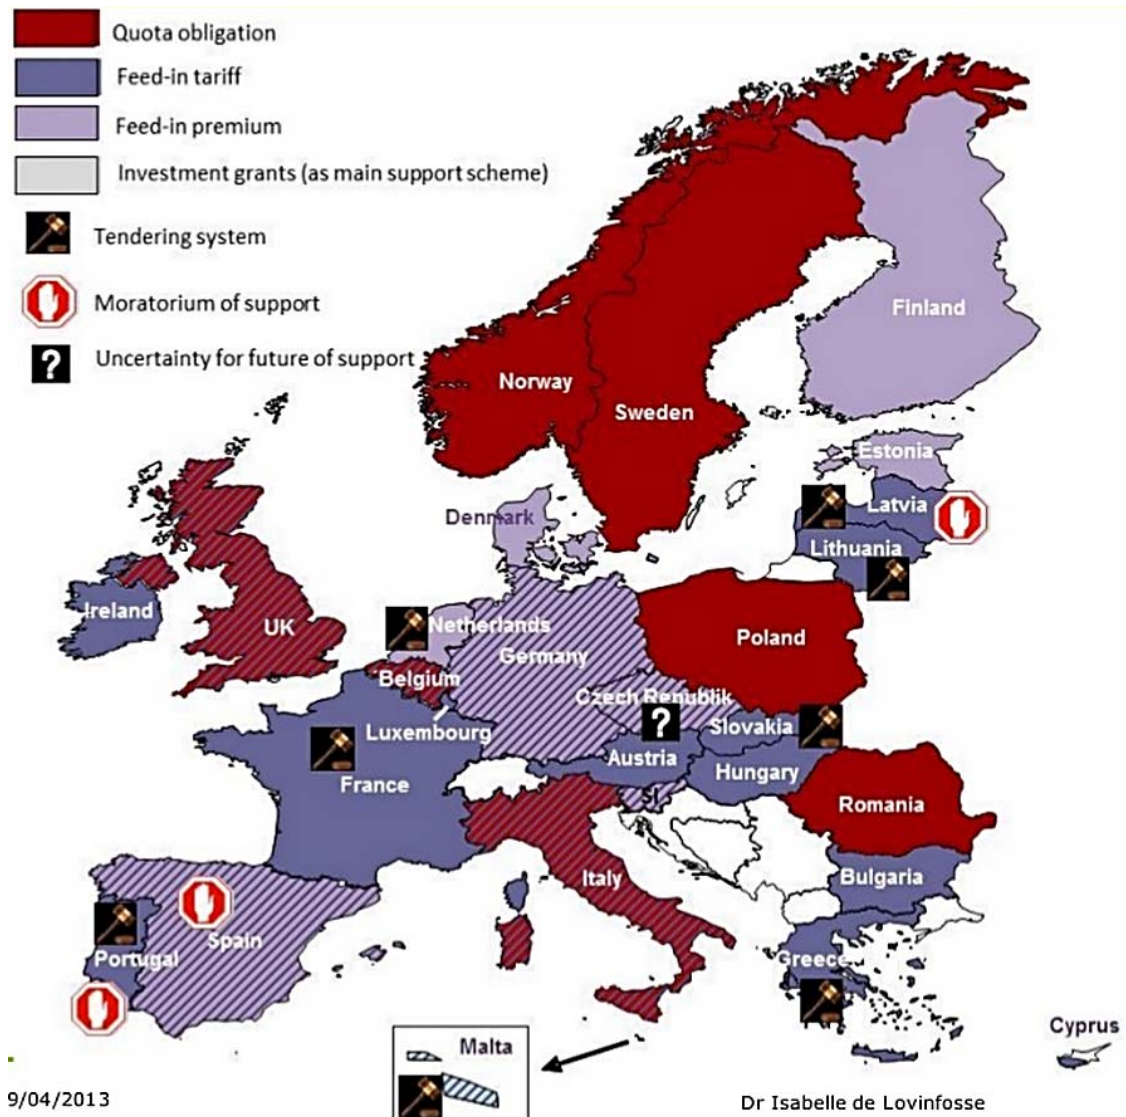 Quota obligation
Feed-in tariff
Feed-in premium
Investment grants (as main support scheme)
Tendering system
Moratorium of support
?
Uncertainty for future of support
Finland
Norway
Sweden
Estonia
Latvia
Denmark
Lithuania
Ireland
UK
Netherlands
Poland
Germany
Belgium
Czech Republik
?
Slovakia
Luxembourg
Austria
Hungary
France
SI
Romania
Italy
Bulgaria
Spain
Portugal
Greece
Cyprus
Malta
9/04/2013
Dr Isabelle de Lovinfosse